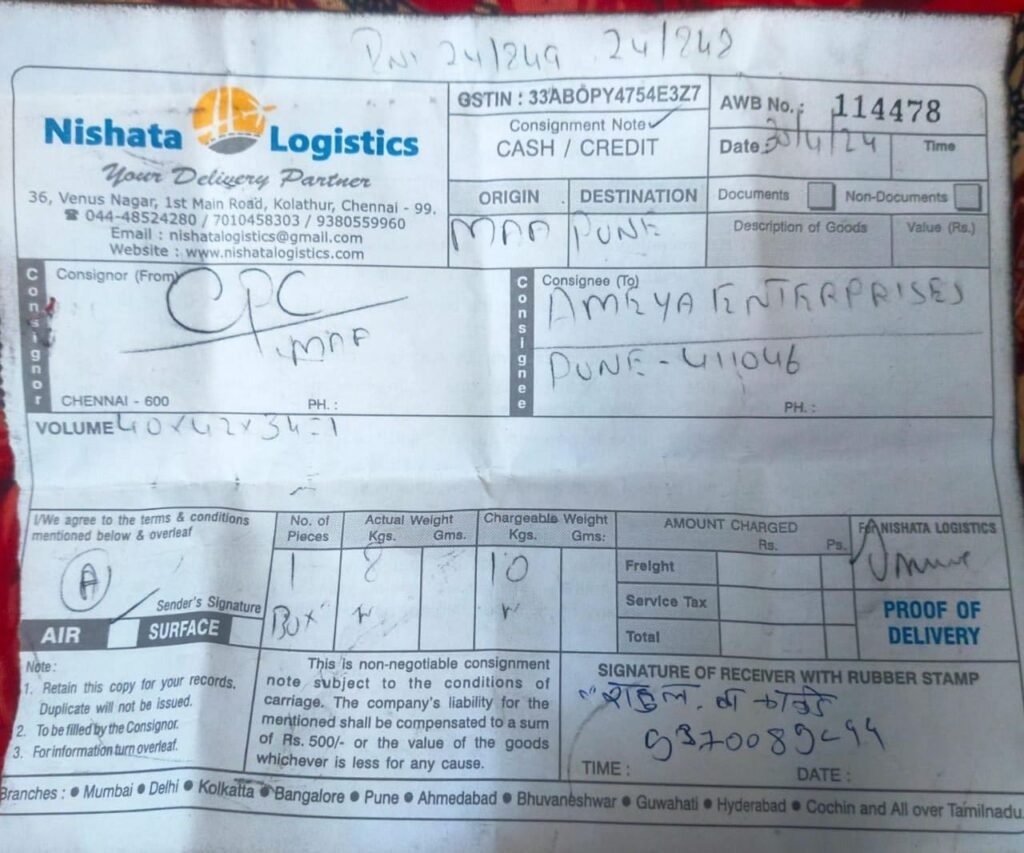 24/849 24/848
Nishata Logistics
Your Delivery Partner
36, Venus Nagar, 1st Main Road, Kolathur, Chennai - 99.
☎ 044-48524280 / 7010458303 / 9380559960
Email : nishatalogistics@gmail.com
Website : www.nishatalogistics.com
GSTIN : 33ABOPY4754E3Z7
Consignment Note
CASH / CREDIT
AWB No. : 114478
Date 30/4/24
Time
ORIGIN
DESTINATION
Documents
Non-Documents
MAA
PUNE
Description of Goods
Value (Rs.)
Consignor
Consignor (From)
CPC
MAA
CHENNAI - 600
PH. :
Consignee
Consignee (To)
AMEYA ENTERPRISES
PUNE - 411046
PH. :
VOLUME 40x42x34=1
I/We agree to the terms & conditions
mentioned below & overleaf
A
Sender's Signature
AIR
SURFACE
No. of
Pieces
Actual Weight
Kgs. Gms.
Chargeable Weight
Kgs. Gms:
1
8
10
Box
AMOUNT CHARGED
Rs. Ps.
Freight
Service Tax
Total
For NISHATA LOGISTICS
PROOF OF
DELIVERY
Note :
1. Retain this copy for your records.
Duplicate will not be issued.
2. To be filled by the Consignor.
3. For information turn overleaf.
This is non-negotiable consignment
note subject to the conditions of
carriage. The company's liability for the
mentioned shall be compensated to a sum
of Rs. 500/- or the value of the goods
whichever is less for any cause.
SIGNATURE OF RECEIVER WITH RUBBER STAMP
राहुल
TIME :
DATE :
Branches : ● Mumbai ● Delhi ● Kolkatta ● Bangalore ● Pune ● Ahmedabad ● Bhuvaneshwar ● Guwahati ● Hyderabad ● Cochin and All over Tamilnadu.